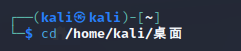 ┌──(kali㉿kali)-[~]
└─$ cd /home/kali/桌面